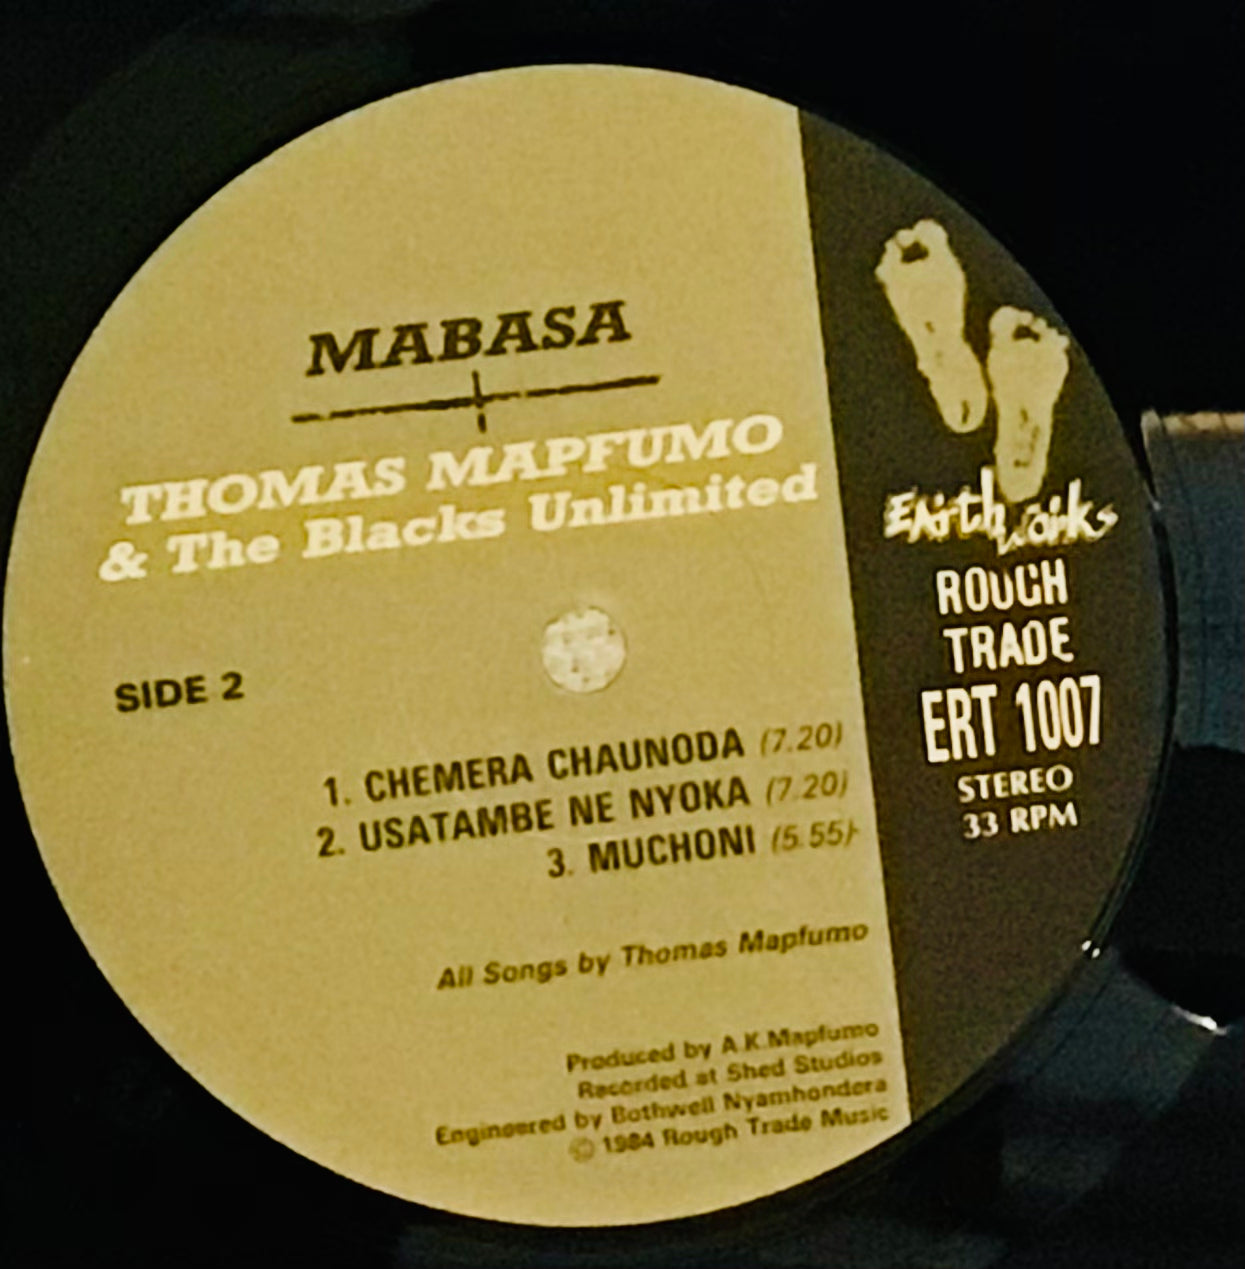 MABASA
THOMAS MAPFUMO
& The Blacks Unlimited
SIDE 2
1. CHEMERA CHAUNODA (7.20)
2. USATAMBE NE NYOKA (7.20)
3. MUCHONI (5.55)
All Songs by Thomas Mapfumo
Produced by A.K.Mapfumo
Recorded at Shed Studios
Engineered by Bothwell Nyamhondera
© 1984 Rough Trade Music
Earthworks
ROUGH
TRADE
ERT 1007
STEREO
33 RPM